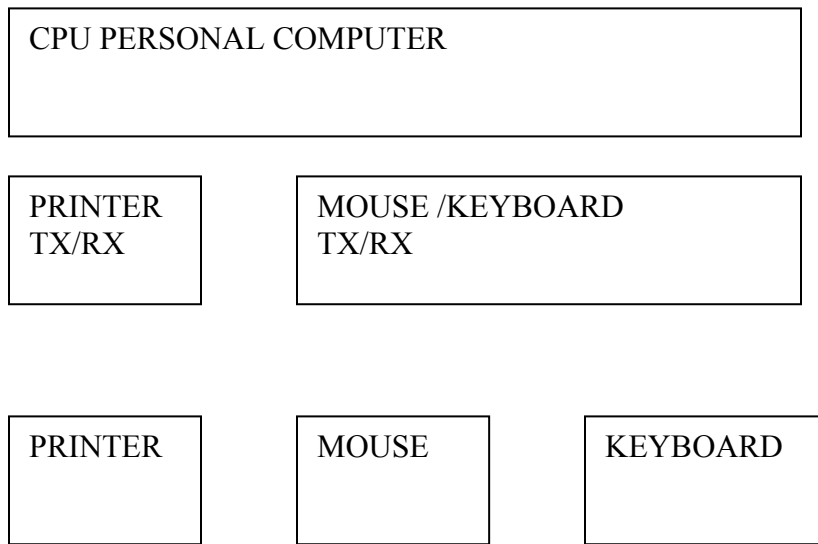 CPU PERSONAL COMPUTER
PRINTER
TX/RX
MOUSE /KEYBOARD
TX/RX
PRINTER
MOUSE
KEYBOARD